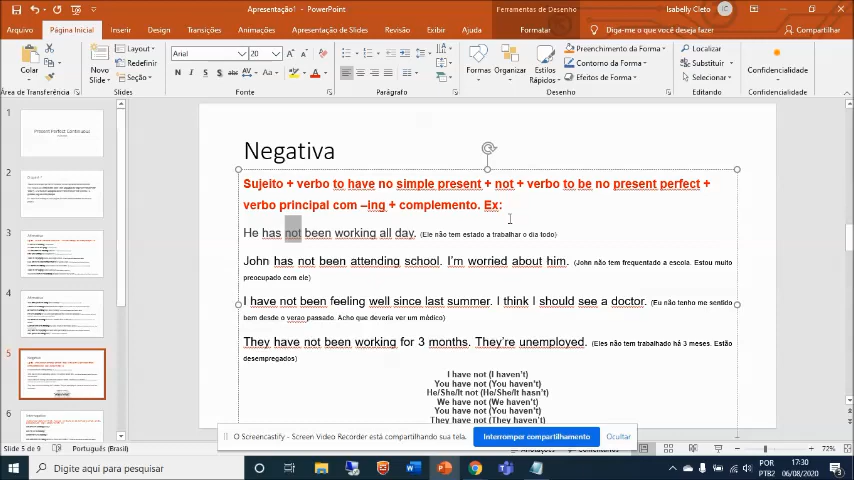 Apresentação1 - PowerPoint
Ferramentas de Desenho
Isabelly Cleto
IC
Arquivo
Página Inicial
Inserir
Design
Transições
Animações
Apresentação de Slides
Revisão
Exibir
Ajuda
Formatar
Diga-me o que você deseja fazer
Compartilhar
Colar
Novo Slide
Layout
Redefinir
Seção
Arial
20
N I S S abc AV Aa A
Formas
Organizar
Estilos Rápidos
Preenchimento da Forma
Contorno da Forma
Efeitos de Forma
Localizar
Substituir
Selecionar
Confidencialidade
Área de Transferência
Slides
Fonte
Parágrafo
Desenho
Editando
Confidencialidade
1
Present Perfect Continuous
2
3
4
5
6
Negativa
Sujeito + verbo to have no simple present + not + verbo to be no present perfect +
verbo principal com –ing + complemento. Ex:
He has not been working all day. (Ele não tem estado a trabalhar o dia todo)
John has not been attending school. I'm worried about him. (John não tem frequentado a escola. Estou muito
preocupado com ele)
I have not been feeling well since last summer. I think I should see a doctor. (Eu não tenho me sentido
bem desde o verao passado. Acho que deveria ver um médico)
They have not been working for 3 months. They're unemployed. (Eles não tem trabalhado há 3 meses. Estão
desempregados)
I have not (I haven't)
You have not (You haven't)
He/She/It not (He/She/It hasn't)
We have not (We haven't)
You have not (You haven't)
They have not (They haven't)
O Screencastify - Screen Video Recorder está compartilhando sua tela.
Interromper compartilhamento
Ocultar
Slide 5 de 9
Português (Brasil)
72%
Digite aqui para pesquisar
POR
PTB2
17:30
06/08/2020